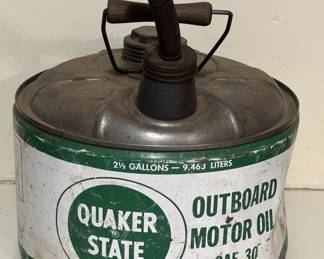 2½ GALLONS — 9.463 LITERS
QUAKER
STATE
OUTBOARD
MOTOR OIL
SAE 30